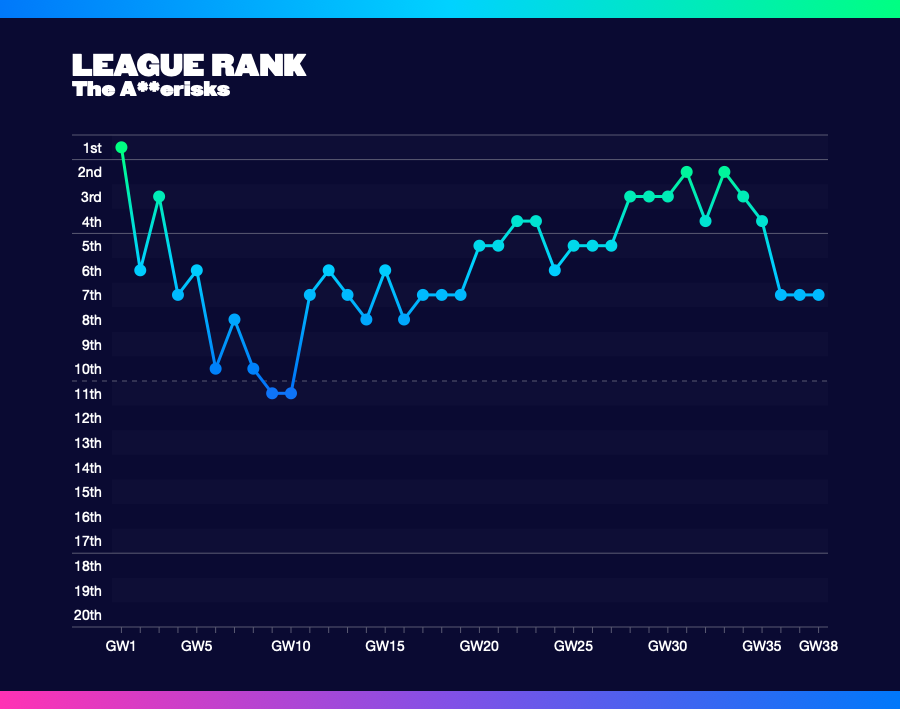 LEAGUE RANK
The A**erisks
1st
2nd
3rd
4th
5th
6th
7th
8th
9th
10th
11th
12th
13th
14th
15th
16th
17th
18th
19th
20th
GW1 GW5 GW10 GW15 GW20 GW25 GW30 GW35 GW38